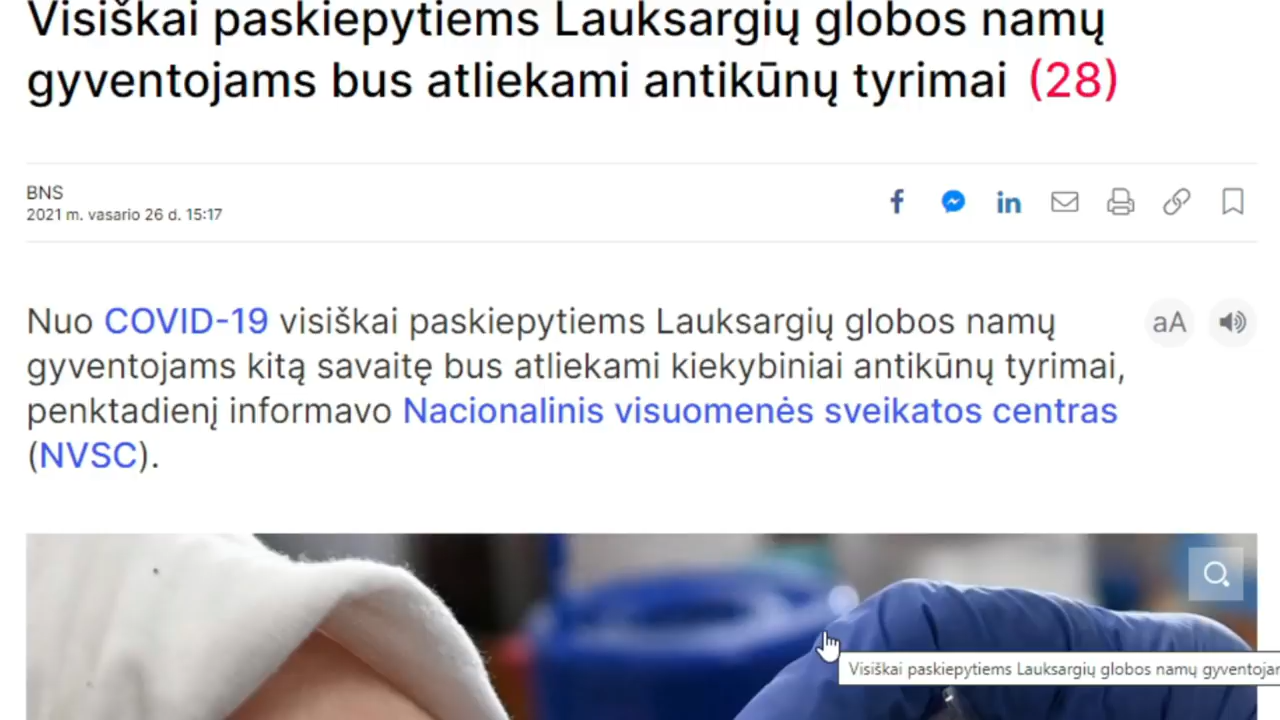 Visiškai paskiepytiems Lauksargių globos namų
gyventojams bus atliekami antikūnų tyrimai (28)
BNS
2021 m. vasario 26 d. 15:17
Nuo COVID-19 visiškai paskiepytiems Lauksargių globos namų
aA
gyventojams kitą savaitę bus atliekami kiekybiniai antikūnų tyrimai,
penktadienį informavo Nacionalinis visuomenės sveikatos centras
(NVSC).
Visiškai paskiepytiems Lauksargių globos namų gyventojam